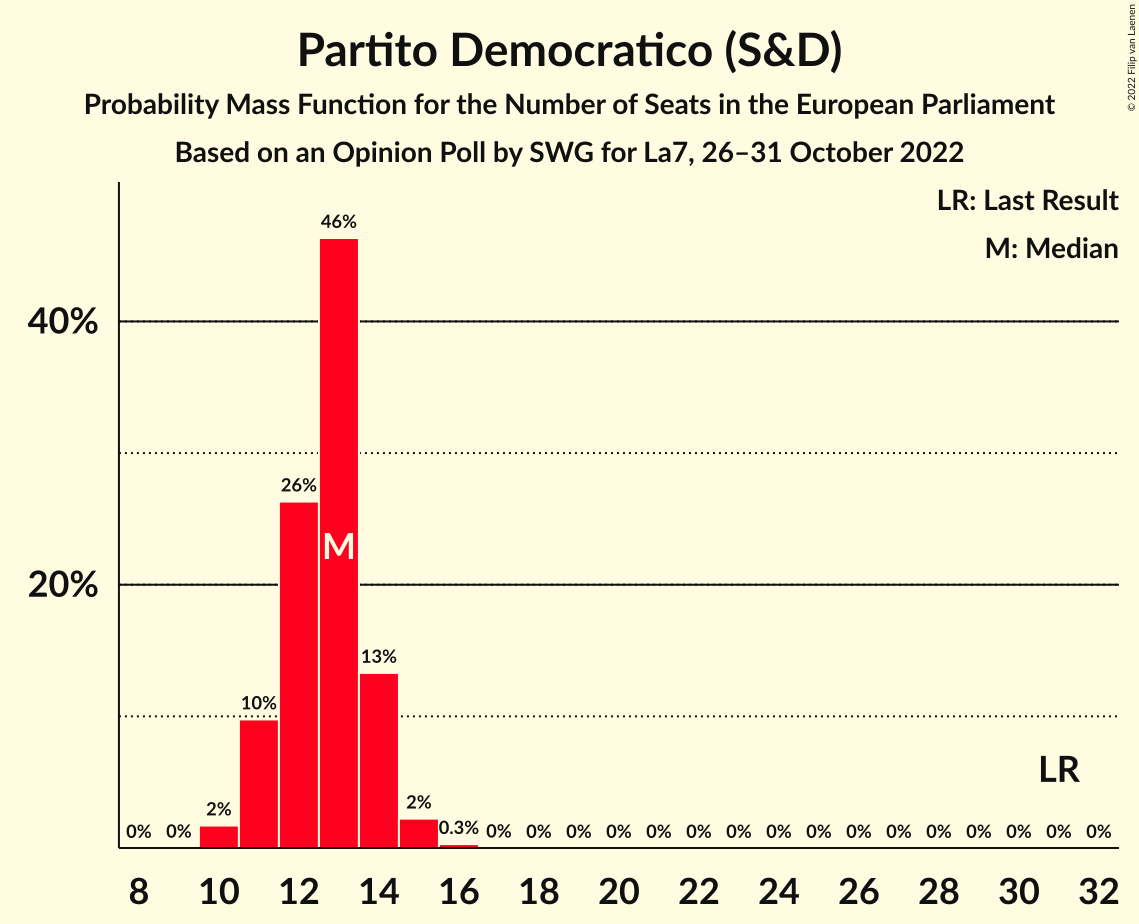 Partito Democratico (S&D)
Probability Mass Function for the Number of Seats in the European Parliament
Based on an Opinion Poll by SWG for La7, 26–31 October 2022
© 2022 Filip van Laenen
LR: Last Result
M: Median
46%
40%
26%
M
20%
13%
10%
LR
2%
2%
0% 0% 0.3% 0% 0% 0% 0% 0% 0% 0% 0% 0% 0% 0% 0% 0% 0% 0%
8 10 12 14 16 18 20 22 24 26 28 30 32